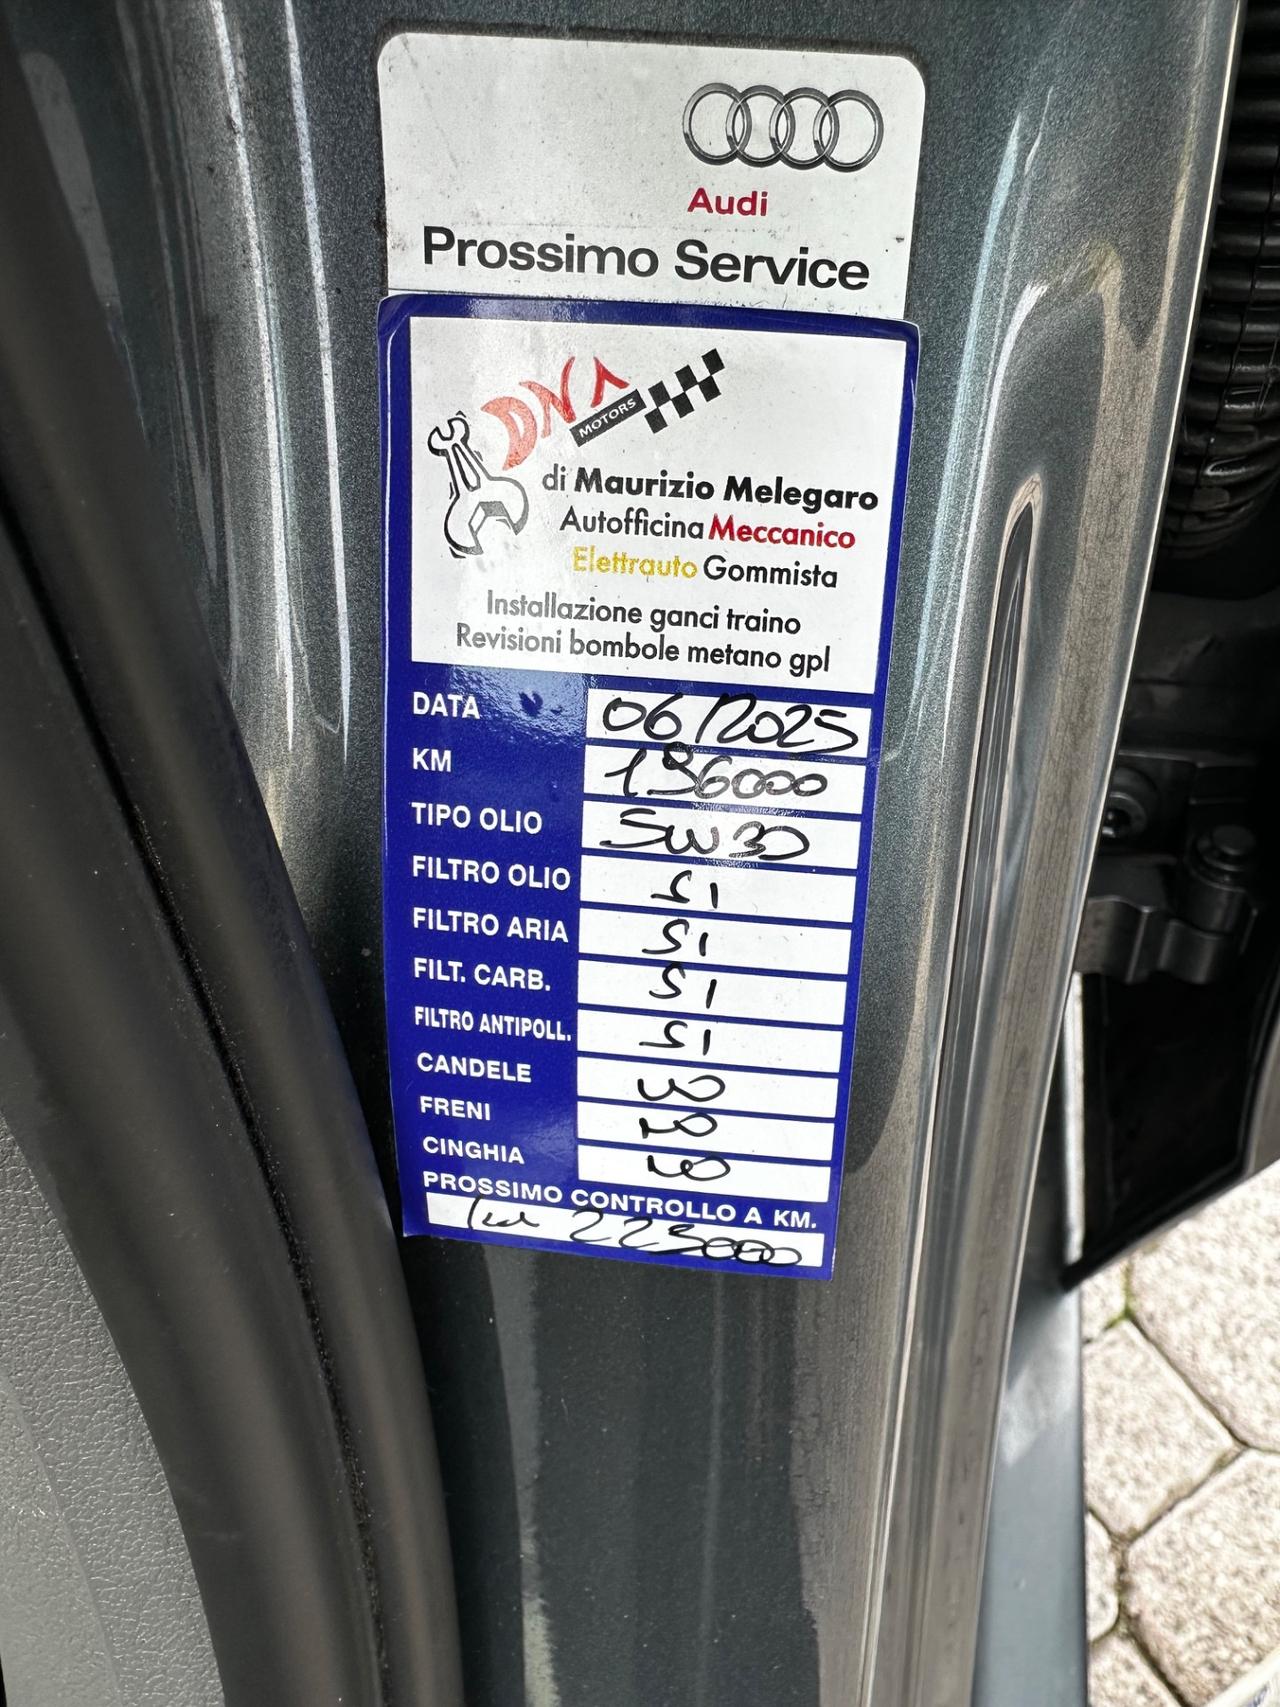 Audi
Prossimo Service
DNA
MOTORS
di Maurizio Melegaro
Autofficina Meccanico
Elettrauto Gommista
Installazione ganci traino
Revisioni bombole metano gpl
DATA 06/2025
KM 196000
TIPO OLIO 5W30
FILTRO OLIO SI
FILTRO ARIA SI
FILT. CARB. SI
FILTRO ANTIPOLL. SI
CANDELE
FRENI
CINGHIA
PROSSIMO CONTROLLO A KM.